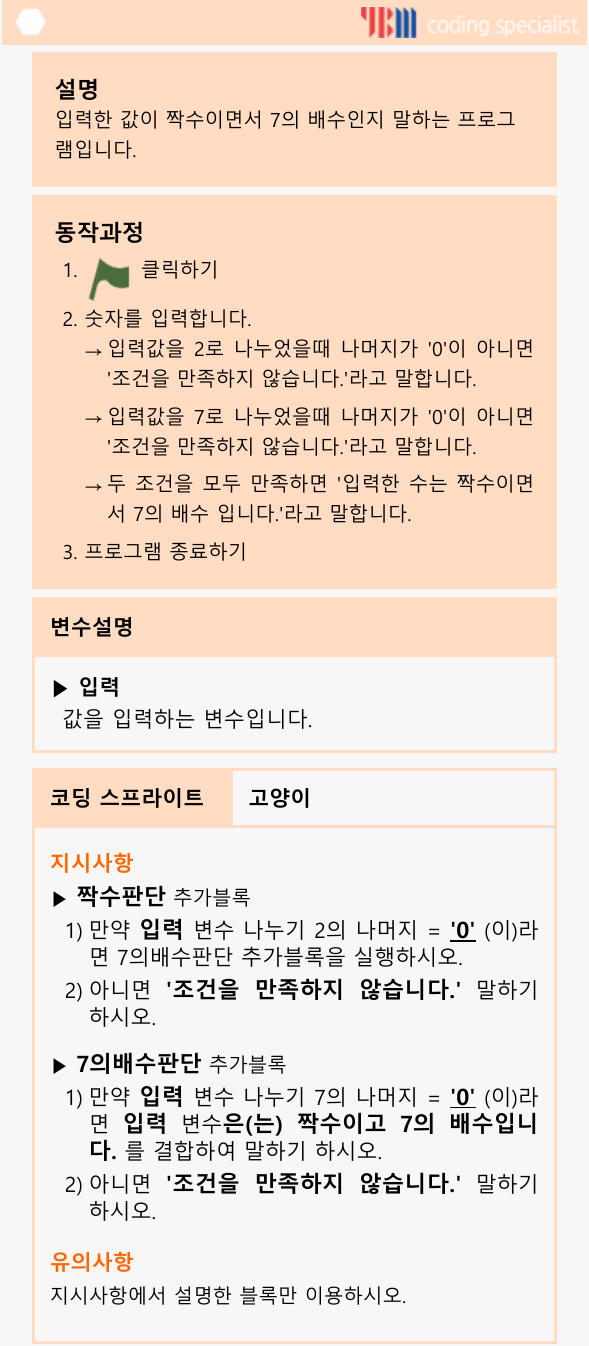 YBM coding specialist
설명
입력한 값이 짝수이면서 7의 배수인지 말하는 프로그
램입니다.
동작과정
1. 클릭하기
2. 숫자를 입력합니다.
→ 입력값을 2로 나누었을때 나머지가 '0'이 아니면
'조건을 만족하지 않습니다.'라고 말합니다.
→ 입력값을 7로 나누었을때 나머지가 '0'이 아니면
'조건을 만족하지 않습니다.'라고 말합니다.
→ 두 조건을 모두 만족하면 '입력한 수는 짝수이면
서 7의 배수 입니다.'라고 말합니다.
3. 프로그램 종료하기
변수설명
▶ 입력
값을 입력하는 변수입니다.
코딩 스프라이트 고양이
지시사항
▶ 짝수판단 추가블록
1) 만약 입력 변수 나누기 2의 나머지 = '0' (이)라
면 7의배수판단 추가블록을 실행하시오.
2) 아니면 '조건을 만족하지 않습니다.' 말하기
하시오.
▶ 7의배수판단 추가블록
1) 만약 입력 변수 나누기 7의 나머지 = '0' (이)라
면 입력 변수은(는) 짝수이고 7의 배수입니
다. 를 결합하여 말하기 하시오.
2) 아니면 '조건을 만족하지 않습니다.' 말하기
하시오.
유의사항
지시사항에서 설명한 블록만 이용하시오.